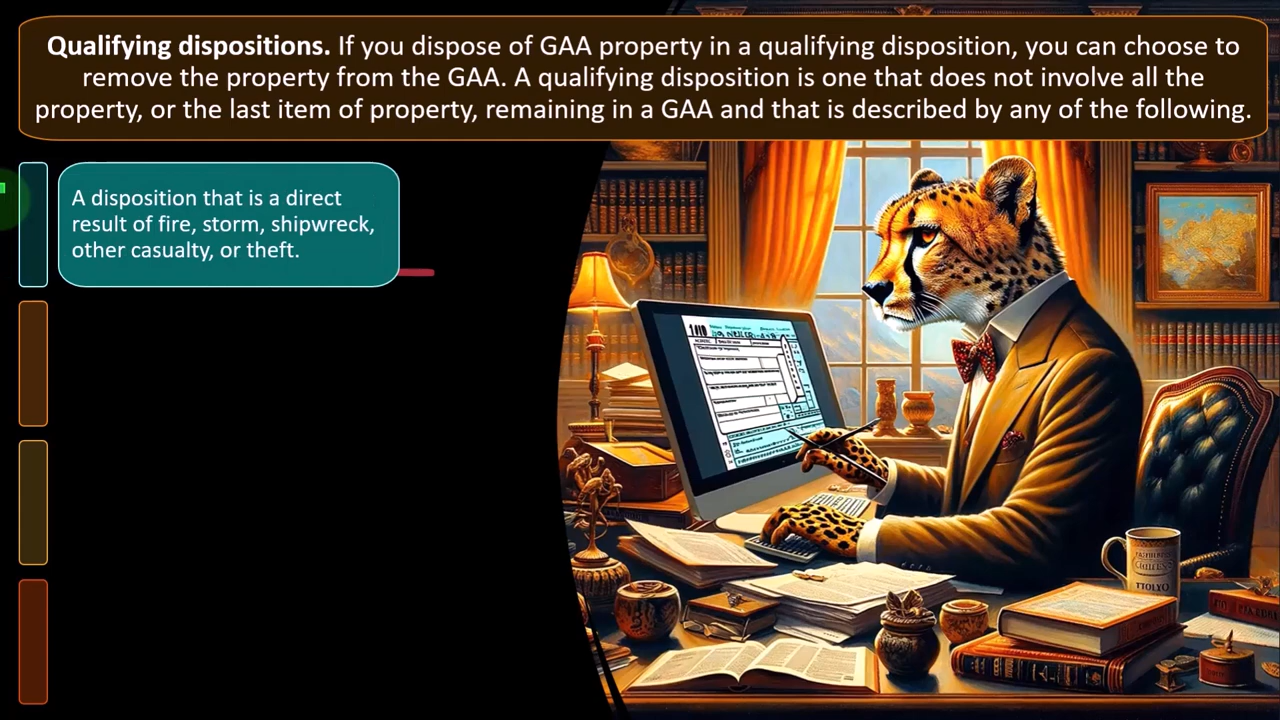 Qualifying dispositions. If you dispose of GAA property in a qualifying disposition, you can choose to
remove the property from the GAA. A qualifying disposition is one that does not involve all the
property, or the last item of property, remaining in a GAA and that is described by any of the following.
A disposition that is a direct
result of fire, storm, shipwreck,
other casualty, or theft.